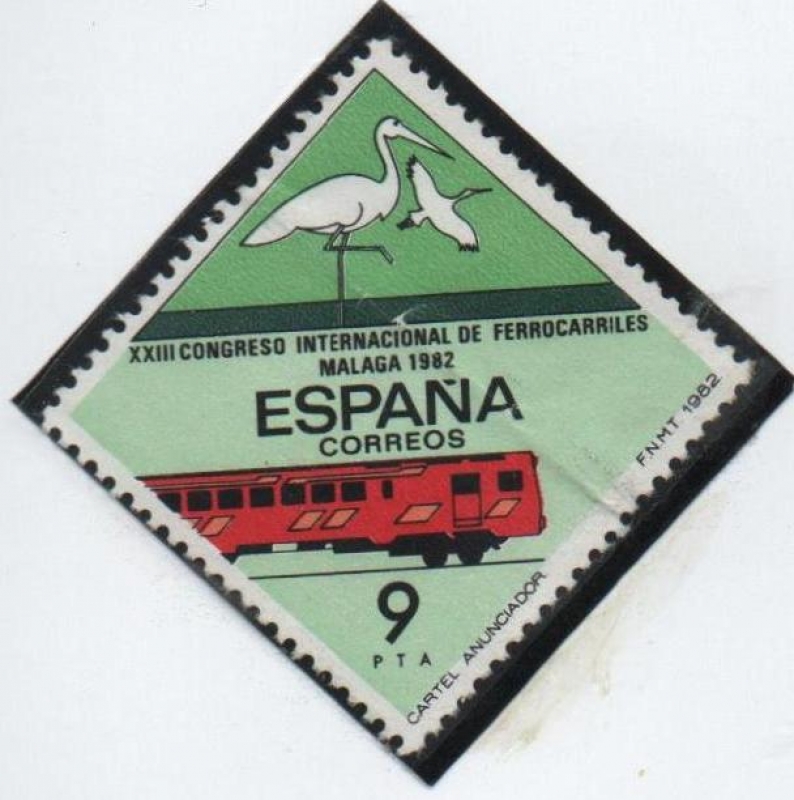 XXIII CONGRESO INTERNACIONAL DE FERROCARRILES
MALAGA 1982
ESPAÑA
CORREOS
9
PTA
CARTEL ANUNCIADOR
F.N.M.T 1982